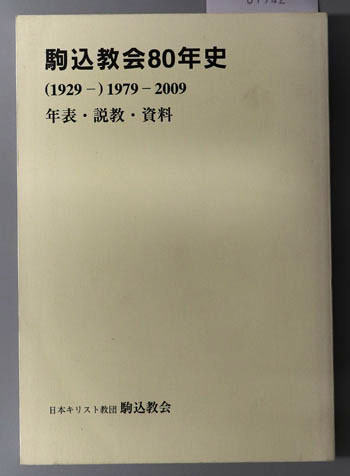 駒込教会80年史
(1929-) 1979-2009
年表・説教・資料
日本キリスト教団 駒込教会